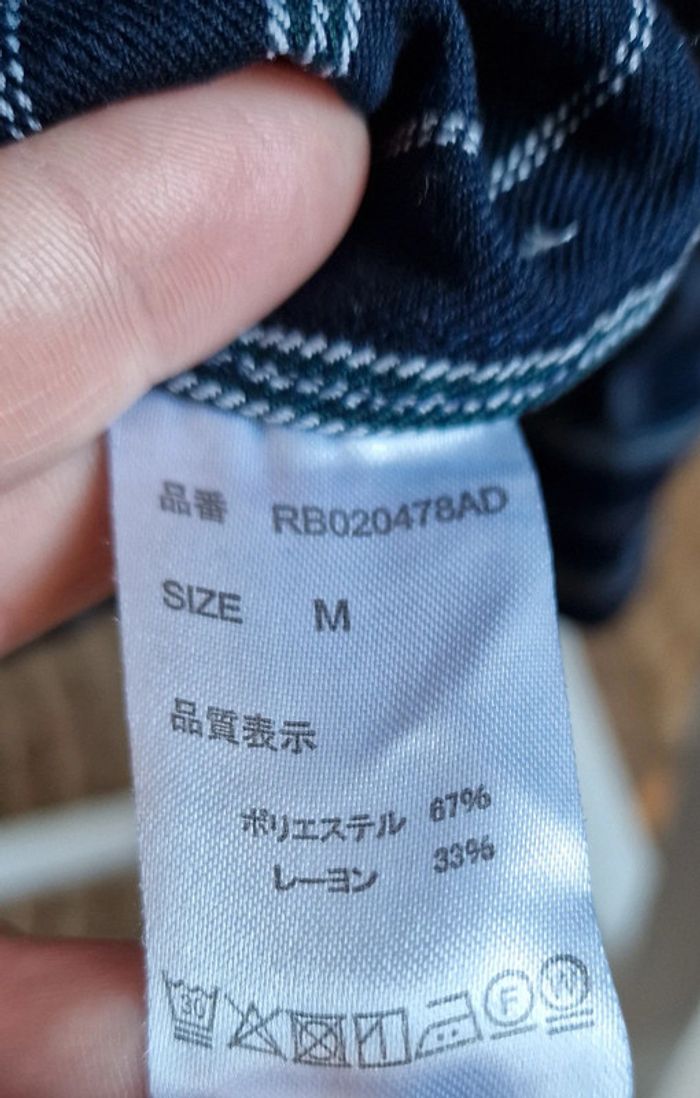 品番 RB020478AD
SIZE M
品質表示
ポリエステル 67%
レーヨン 33%
30 F W